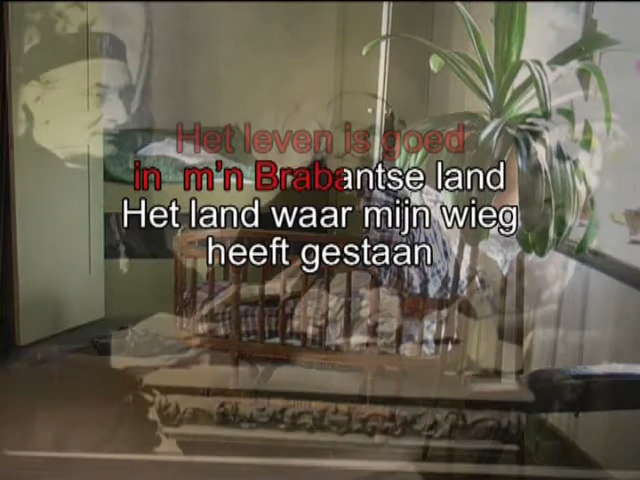 Het leven is goed
in m'n Brabantse land
Het land waar mijn wieg
heeft gestaan